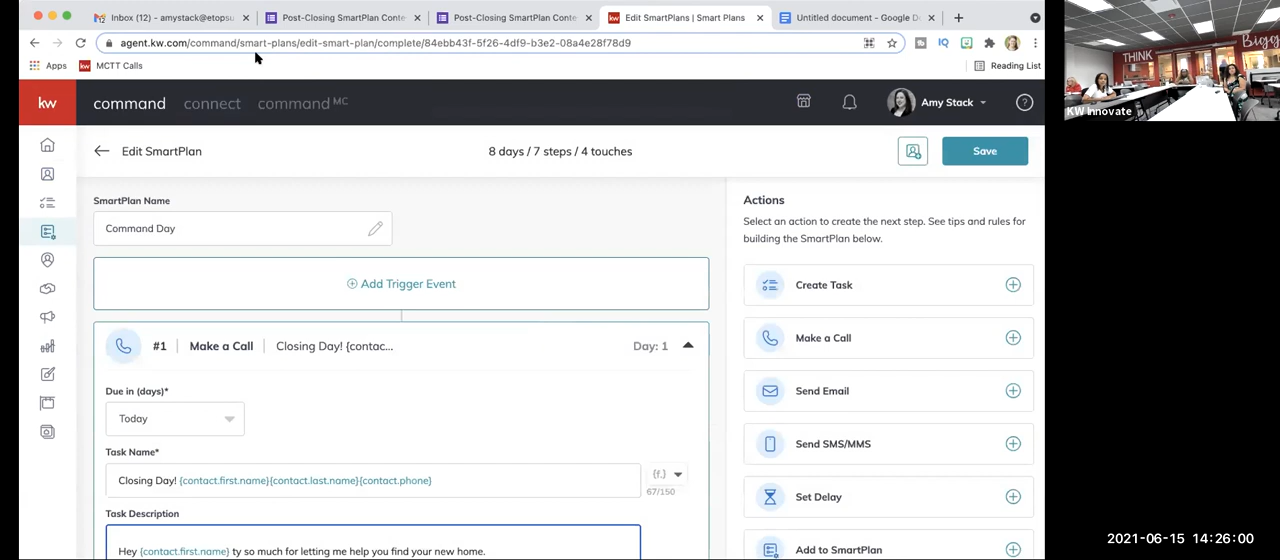 Inbox (12) - amystack@etopsu
Post-Closing SmartPlan Conte
Post-Closing SmartPlan Conte
Edit SmartPlans | Smart Plans
Untitled document - Google D
agent.kw.com/command/smart-plans/edit-smart-plan/complete/84ebb43f-5f26-4df9-b3e2-08a4e28f78d9
Apps
MCTT Calls
Reading List
THINK
Bigg
KW Innovate
kw
command
connect
command MC
Amy Stack
Edit SmartPlan
8 days / 7 steps / 4 touches
Save
SmartPlan Name
Command Day
Add Trigger Event
#1 | Make a Call | Closing Day! {contac...
Day: 1
Due in (days)*
Today
Task Name*
Closing Day! {contact.first.name}{contact.last.name}{contact.phone}
{f.}
67/150
Task Description
Hey {contact.first.name} ty so much for letting me help you find your new home.
Actions
Select an action to create the next step. See tips and rules for
building the SmartPlan below.
Create Task
Make a Call
Send Email
Send SMS/MMS
Set Delay
Add to SmartPlan
2021-06-15 14:26:00